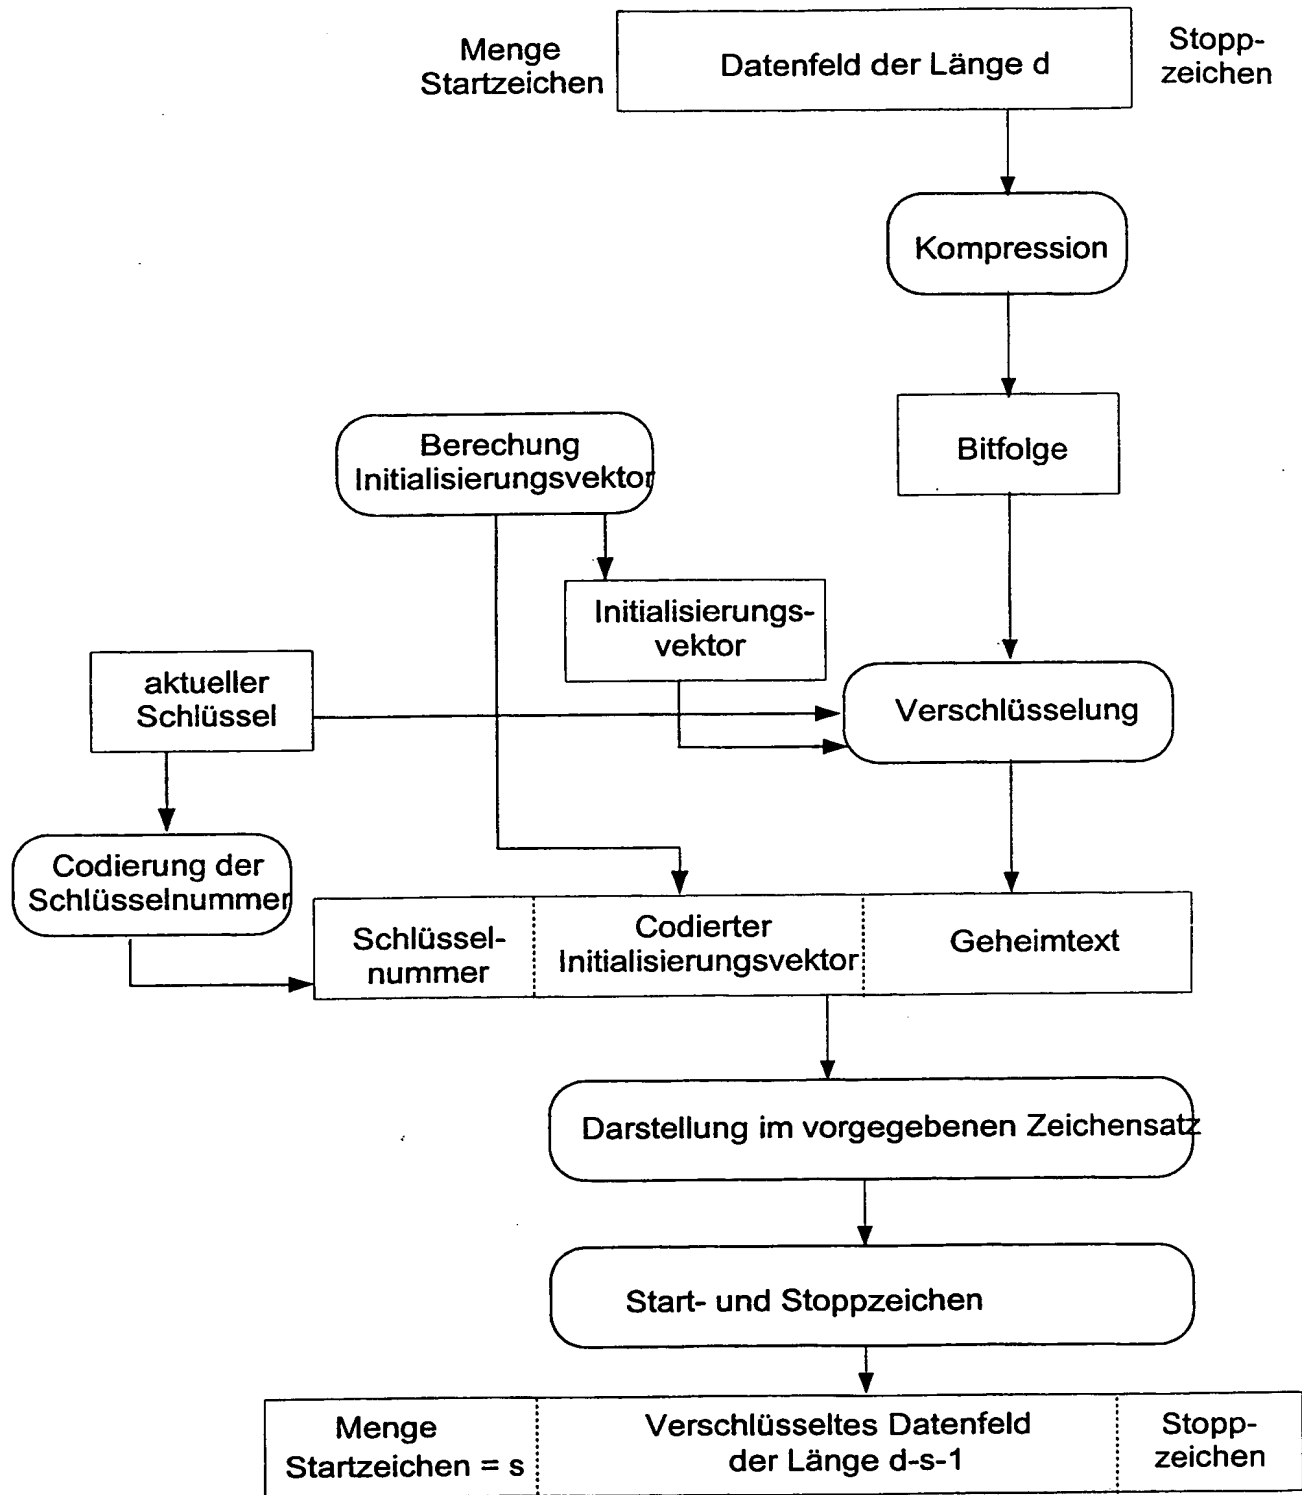 Menge
Startzeichen
Datenfeld der Länge d
Stopp-
zeichen
Kompression
Bitfolge
Berechung
Initialisierungsvektor
Initialisierungs-
vektor
aktueller
Schlüssel
Verschlüsselung
Codierung der
Schlüsselnummer
Schlüssel-
nummer
Codierter
Initialisierungsvektor
Geheimtext
Darstellung im vorgegebenen Zeichensatz
Start- und Stoppzeichen
Menge
Startzeichen = s
Verschlüsseltes Datenfeld
der Länge d-s-1
Stopp-
zeichen